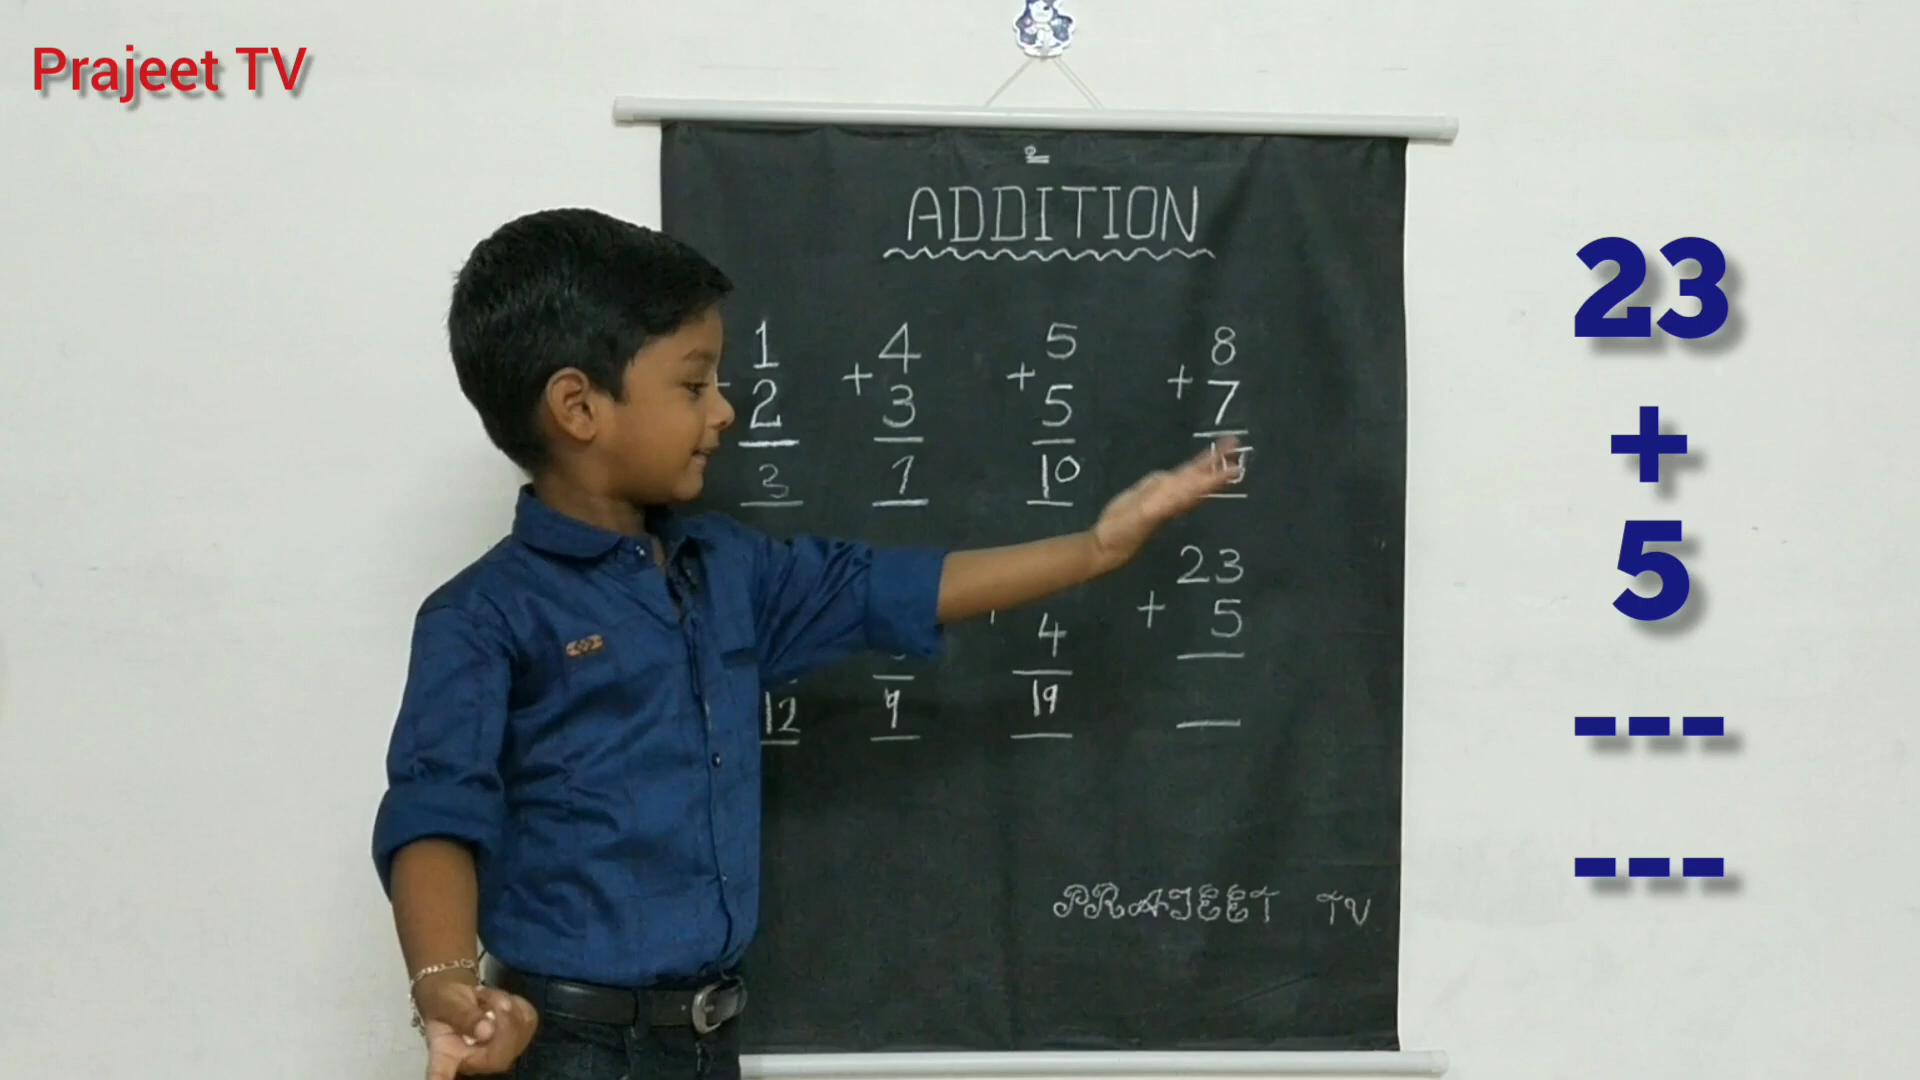 Prajeet TV
ADDITION
1 4 5 8
+ + +
2 3 5 7
3 7 10
23
+
4 5
12 9 19
PRAJEET TV
23
+
5
---
---